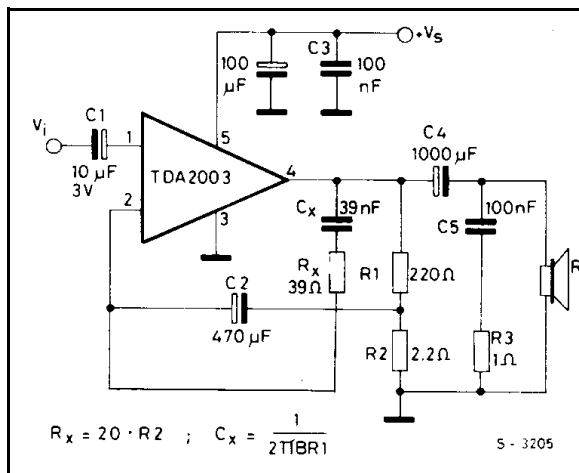 +Vs
100 µF
C3
100 nF
C1
Vi
10 µF
3V
1
5
TDA2003
4
2
3
C4
1000 µF
Cx
39nF
100nF
C5
Rx
39Ω
R1
220Ω
C2
470 µF
R2
2.2Ω
R3
1Ω
R
Rx = 20 · R2 ; Cx = 1 / 2πBR1
S - 3205